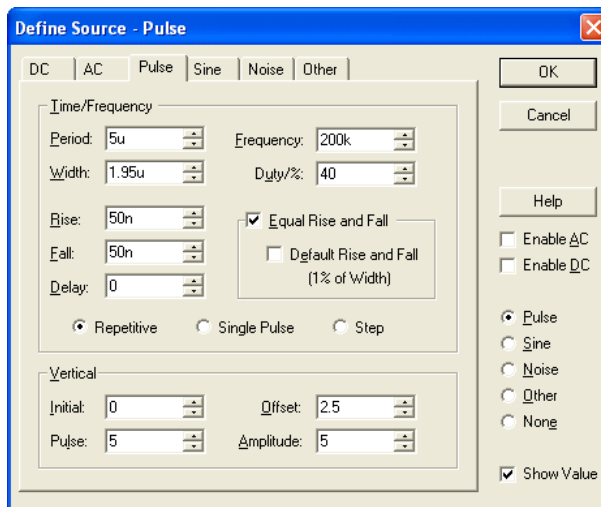 Define Source - Pulse
DC AC Pulse Sine Noise Other
OK
Cancel
Help
Time/Frequency
Period: 5u Frequency: 200k
Width: 1.95u Duty/%: 40
Rise: 50n Equal Rise and Fall
Fall: 50n Default Rise and Fall
(1% of Width)
Delay: 0
Repetitive Single Pulse Step
Enable AC
Enable DC
Pulse
Sine
Noise
Other
None
Vertical
Initial: 0 Offset: 2.5
Pulse: 5 Amplitude: 5
Show Value